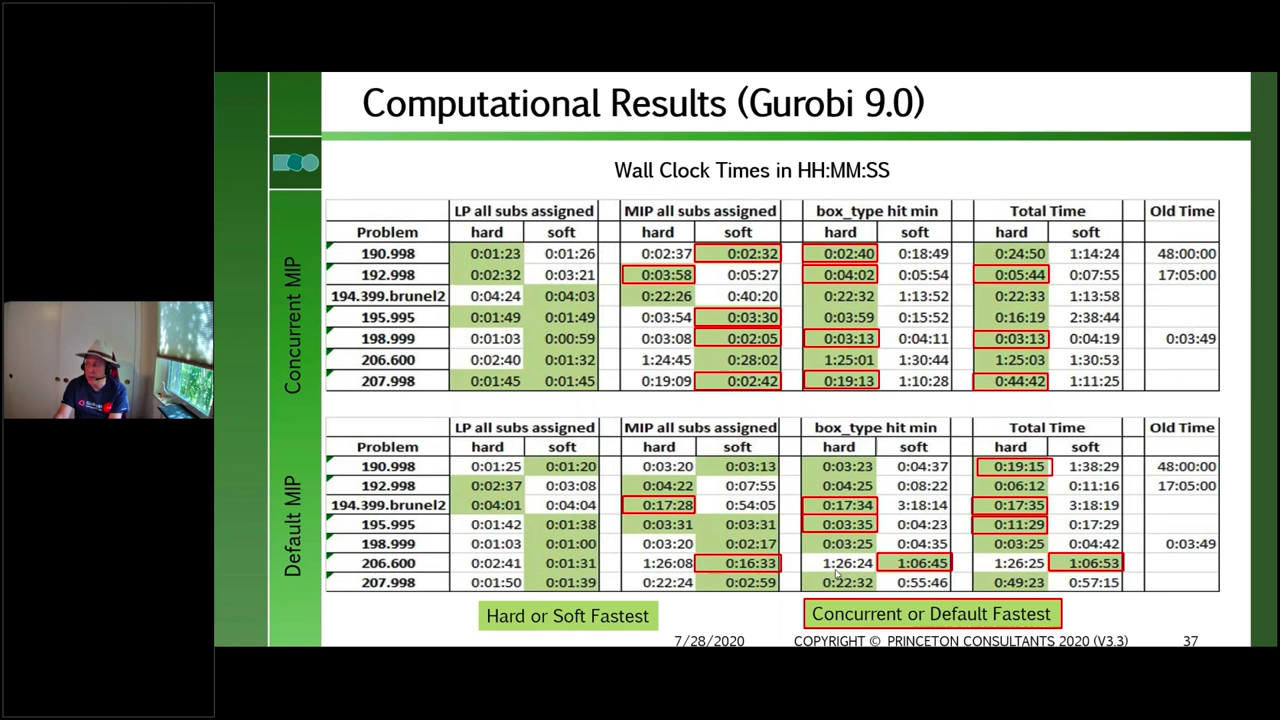 Computational Results (Gurobi 9.0)
Wall Clock Times in HH:MM:SS
Concurrent MIP
LP all subs assigned MIP all subs assigned box_type hit min Total Time Old Time
Problem hard soft hard soft hard soft hard soft
190.998 0:01:23 0:01:26 0:02:37 0:02:32 0:02:40 0:18:49 0:24:50 1:14:24 48:00:00
192.998 0:02:32 0:03:21 0:03:58 0:05:27 0:04:02 0:05:54 0:05:44 0:07:55 17:05:00
194.399.brunel2 0:04:24 0:04:03 0:22:26 0:40:20 0:22:32 1:13:52 0:22:33 1:13:58
195.995 0:01:49 0:01:49 0:03:54 0:03:30 0:03:59 0:15:52 0:16:19 2:38:44
198.999 0:01:03 0:00:59 0:03:08 0:02:05 0:03:13 0:04:11 0:03:13 0:04:19 0:03:49
206.600 0:02:40 0:01:32 1:24:45 0:28:02 1:25:01 1:30:44 1:25:03 1:30:53
207.998 0:01:45 0:01:45 0:19:09 0:02:42 0:19:13 1:10:28 0:44:42 1:11:25
Default MIP
LP all subs assigned MIP all subs assigned box_type hit min Total Time Old Time
Problem hard soft hard soft hard soft hard soft
190.998 0:01:25 0:01:20 0:03:20 0:03:13 0:03:23 0:04:37 0:19:15 1:38:29 48:00:00
192.998 0:02:37 0:03:08 0:04:22 0:07:55 0:04:25 0:08:22 0:06:12 0:11:16 17:05:00
194.399.brunel2 0:04:01 0:04:04 0:17:28 0:54:05 0:17:34 3:18:14 0:17:35 3:18:19
195.995 0:01:42 0:01:38 0:03:31 0:03:31 0:03:35 0:04:23 0:11:29 0:17:29
198.999 0:01:03 0:01:00 0:03:20 0:02:17 0:03:25 0:04:35 0:03:25 0:04:42 0:03:49
206.600 0:02:41 0:01:31 1:26:08 0:16:33 1:26:24 1:06:45 1:26:25 1:06:53
207.998 0:01:50 0:01:39 0:22:24 0:02:59 0:22:32 0:55:46 0:49:23 0:57:15
Hard or Soft Fastest Concurrent or Default Fastest
7/28/2020 COPYRIGHT © PRINCETON CONSULTANTS 2020 (V3.3) 37